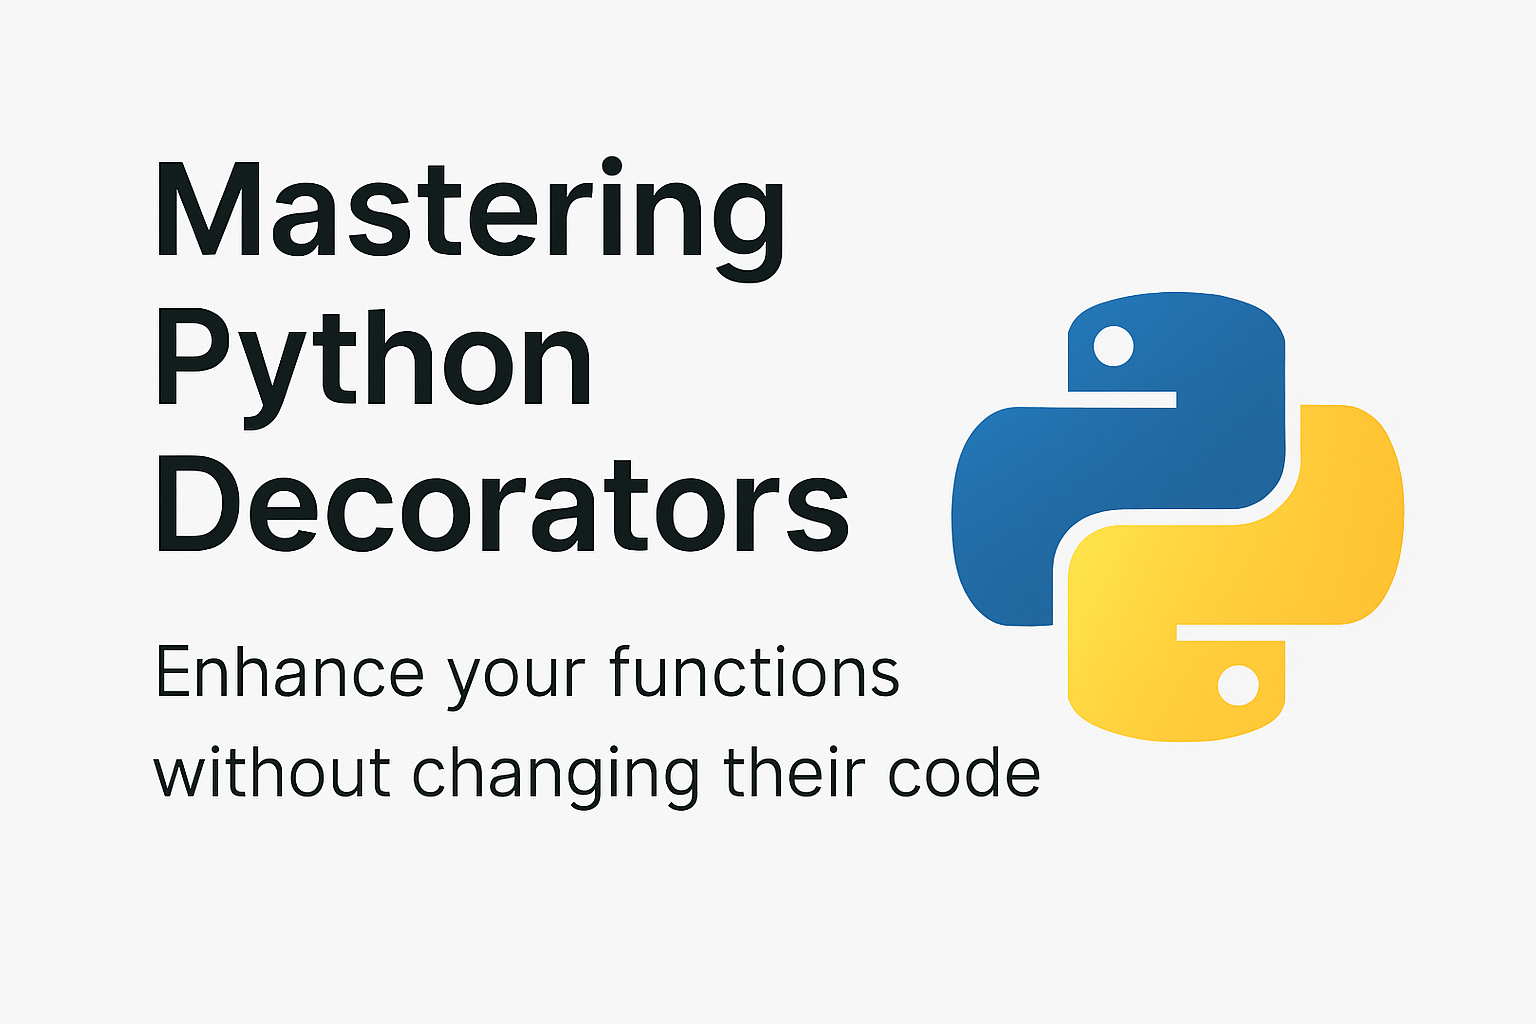 Mastering
Python
Decorators
Enhance your functions
without changing their code